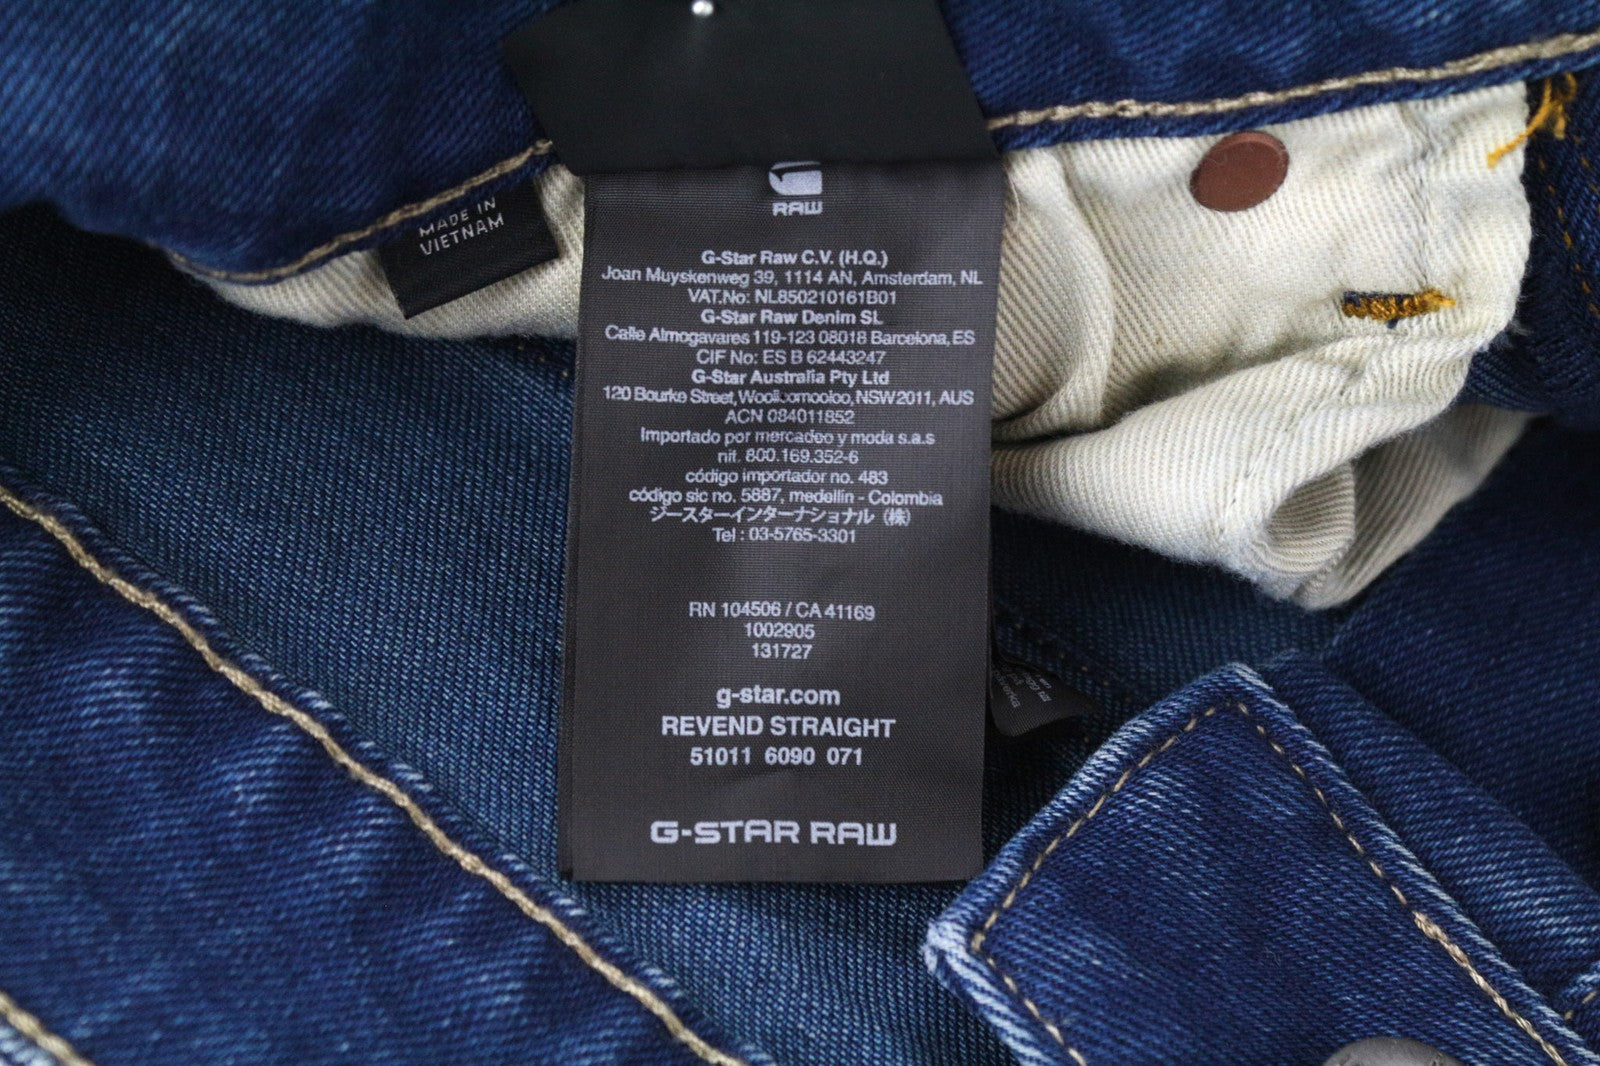 MADE IN
VIETNAM
RAW
G-Star Raw C.V. (H.Q.)
Joan Muyskenweg 39, 1114 AN, Amsterdam, NL
VAT.No: NL850210161B01
G-Star Raw Denim SL
Calle Almogavares 119-123 08018 Barcelona, ES
CIF No: ES B 62443247
G-Star Australia Pty Ltd
120 Bourke Street, Woolloomooloo, NSW 2011, AUS
ACN 084011852
Importado por mercadeo y moda s.a.s
nit. 800.169.352-6
código importador no. 483
código sic no. 5887, medellin - Colombia
ジースターインターナショナル (株)
Tel : 03-5765-3301
RN 104506 / CA 41169
1002905
131727
g-star.com
REVEND STRAIGHT
51011 6090 071
G-STAR RAW